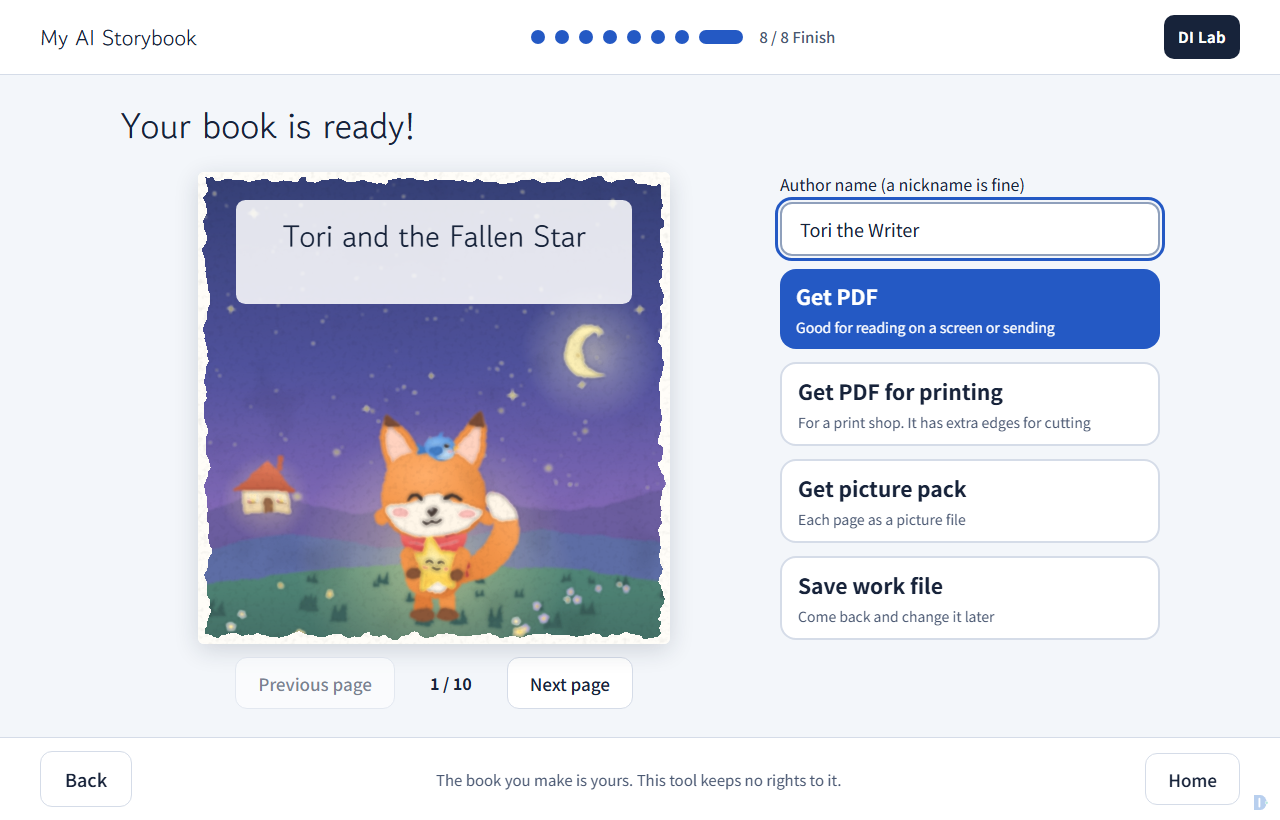 My AI Storybook
8 / 8 Finish
DI Lab
Your book is ready!
Tori and the Fallen Star
Previous page
1 / 10
Next page
Author name (a nickname is fine)
Tori the Writer
Get PDF
Good for reading on a screen or sending
Get PDF for printing
For a print shop. It has extra edges for cutting
Get picture pack
Each page as a picture file
Save work file
Come back and change it later
Back
The book you make is yours. This tool keeps no rights to it.
Home